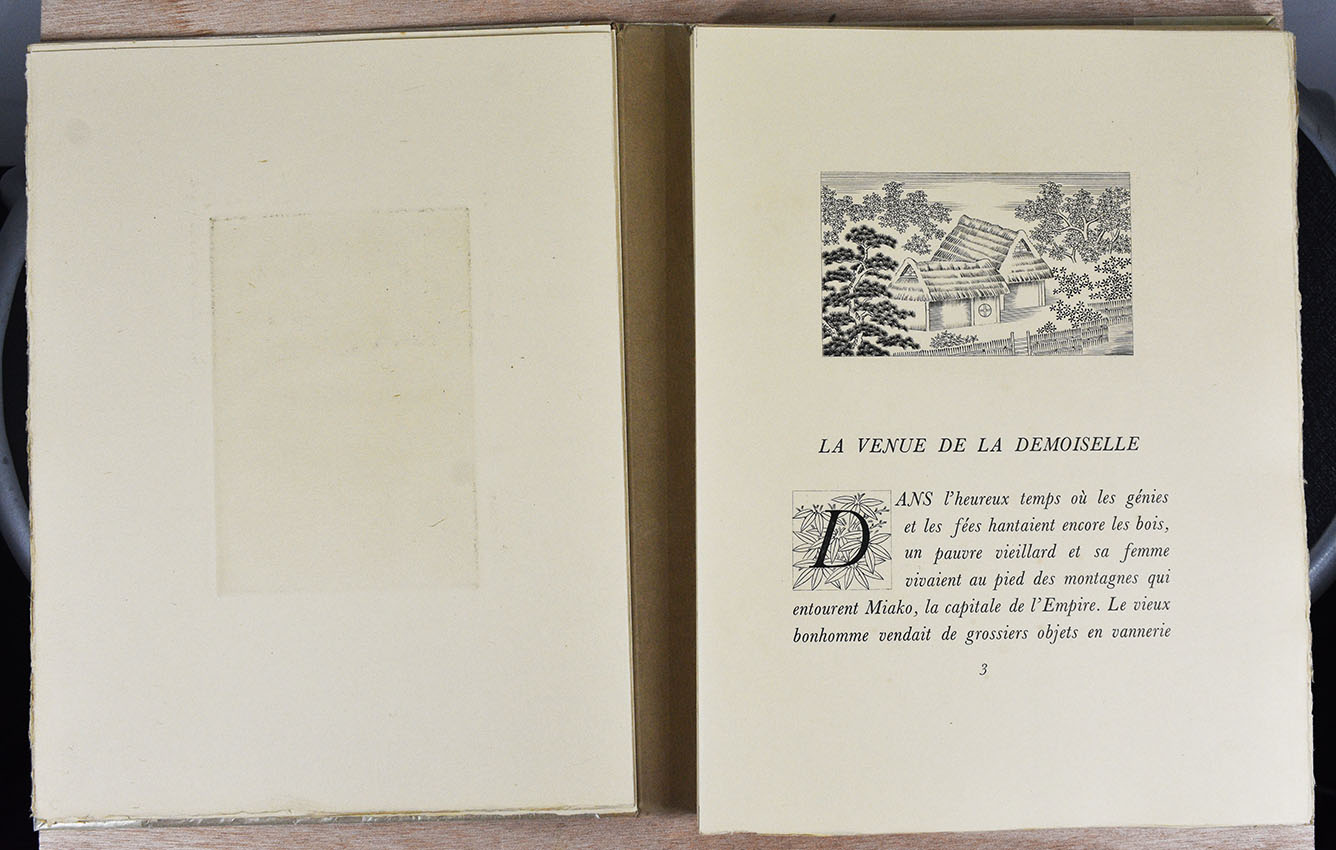 LA VENUE DE LA DEMOISELLE
DANS l'heureux temps où les génies
et les fées hantaient encore les bois,
un pauvre vieillard et sa femme
vivaient au pied des montagnes qui
entourent Miako, la capitale de l'Empire. Le vieux
bonhomme vendait de grossiers objets en vannerie
3